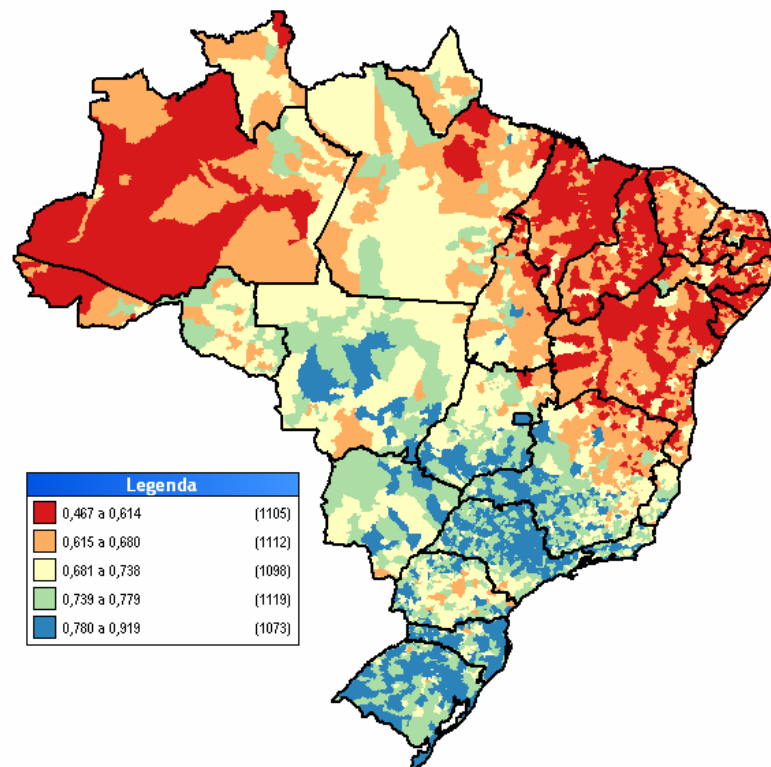 Legenda
0,467 a 0,614 (1105)
0,615 a 0,680 (1112)
0,681 a 0,738 (1098)
0,739 a 0,779 (1119)
0,780 a 0,919 (1073)